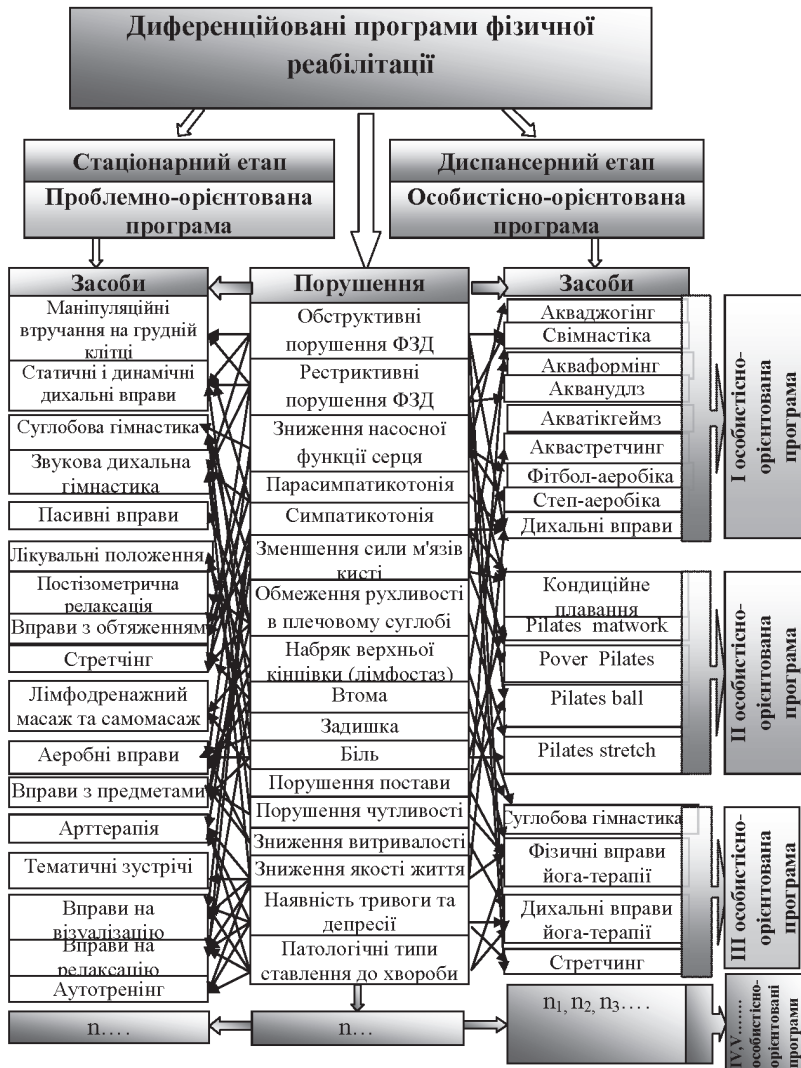 Диференційовані програми фізичної
реабілітації
Стаціонарний етап
Проблемно-орієнтована
програма
Диспансерний етап
Особистісно-орієнтована
програма
Засоби
Маніпуляційні
втручання на грудній
клітці
Статичні і динамічні
дихальні вправи
Суглобова гімнастика
Звукова дихальна
гімнастика
Пасивні вправи
Лікувальні положення
Постізометрична
релаксація
Вправи з обтяженням
Стретчінг
Лімфодренажний
масаж та самомасаж
Аеробні вправи
Вправи з предметами
Арттерапія
Тематичні зустрічі
Вправи на
візуалізацію
Вправи на
релаксацію
Аутотренінг
n….
Порушення
Обструктивні
порушення ФЗД
Рестриктивні
порушення ФЗД
Зниження насосної
функції серця
Парасимпатикотонія
Симпатикотонія
Зменшення сили м'язів
кисті
Обмеження рухливості
в плечовому суглобі
Набряк верхньої
кінцівки (лімфостаз)
Втома
Задишка
Біль
Порушення постави
Порушення чутливості
Зниження витривалості
Зниження якості життя
Наявність тривоги та
депресії
Патологічні типи
ставлення до хвороби
n…
Засоби
Акваджогінг
Свімнастіка
Акваформінг
Акванудлз
Акватікгеймз
Аквастретчинг
Фітбол-аеробіка
Степ-аеробіка
Дихальні вправи
Кондиційне
плавання
Pilates matwork
Pover Pilates
Pilates ball
Pilates stretch
Суглобова гімнастика
Фізичні вправи
йога-терапії
Дихальні вправи
йога-терапії
Стретчинг
n₁, n₂, n₃….
І особистісно-
орієнтована
програма
ІІ особистісно-
орієнтована
програма
ІІІ особистісно-
орієнтована
програма
IV,V........
особистісно-
орієнтовані
програми